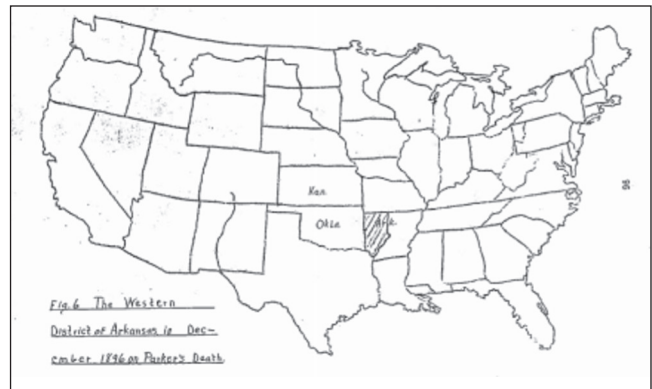 Kan
Okla
Ark
Fig. 6 The Western
District of Arkansas in Dec-
ember 1896 on Parker's Death